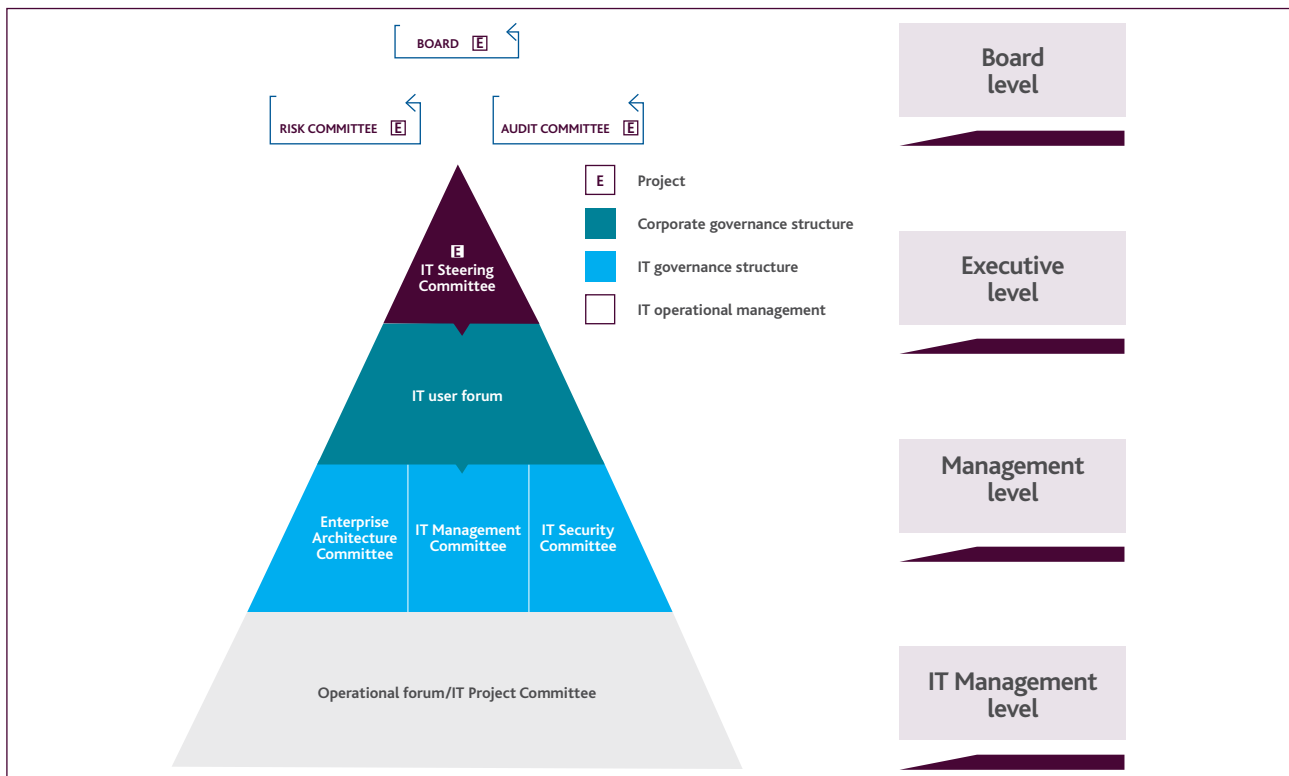 BOARD E
RISK COMMITTEE E
AUDIT COMMITTEE E
E
IT Steering
Committee
IT user forum
Enterprise
Architecture
Committee
IT Management
Committee
IT Security
Committee
Operational forum/IT Project Committee
E Project
Corporate governance structure
IT governance structure
IT operational management
Board
level
Executive
level
Management
level
IT Management
level